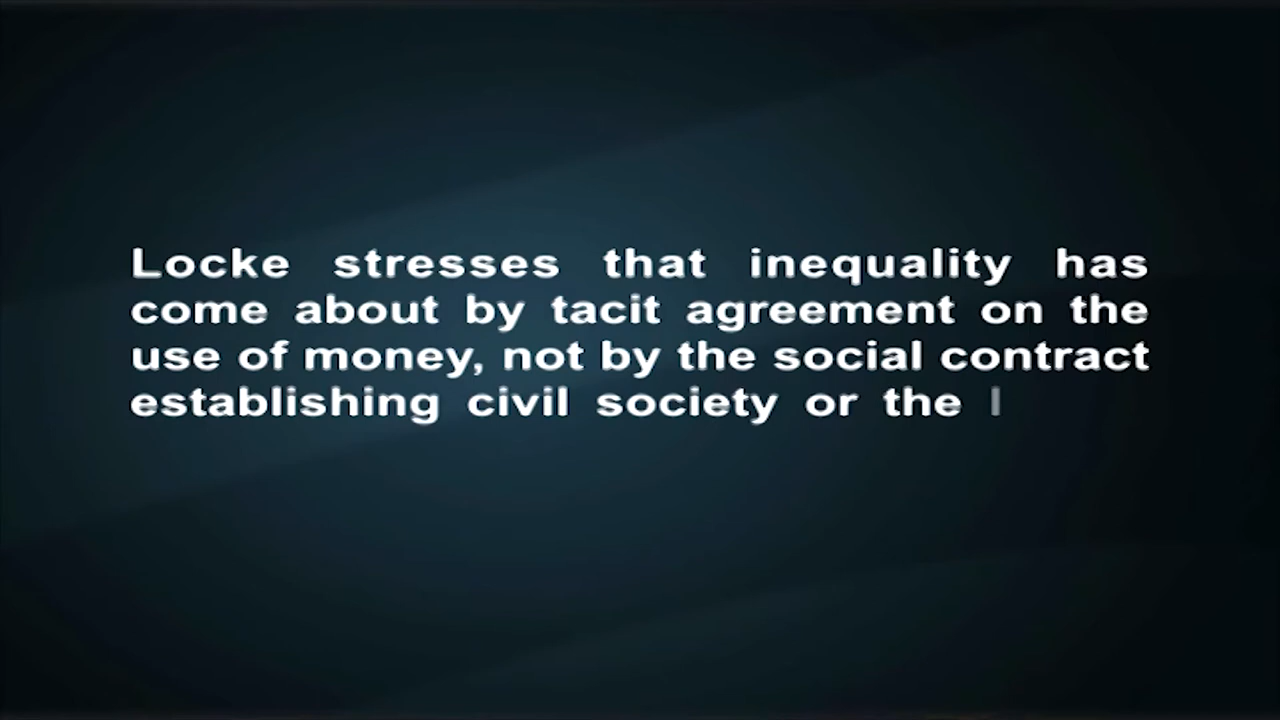 Locke stresses that inequality has
come about by tacit agreement on the
use of money, not by the social contract
establishing civil society or the l